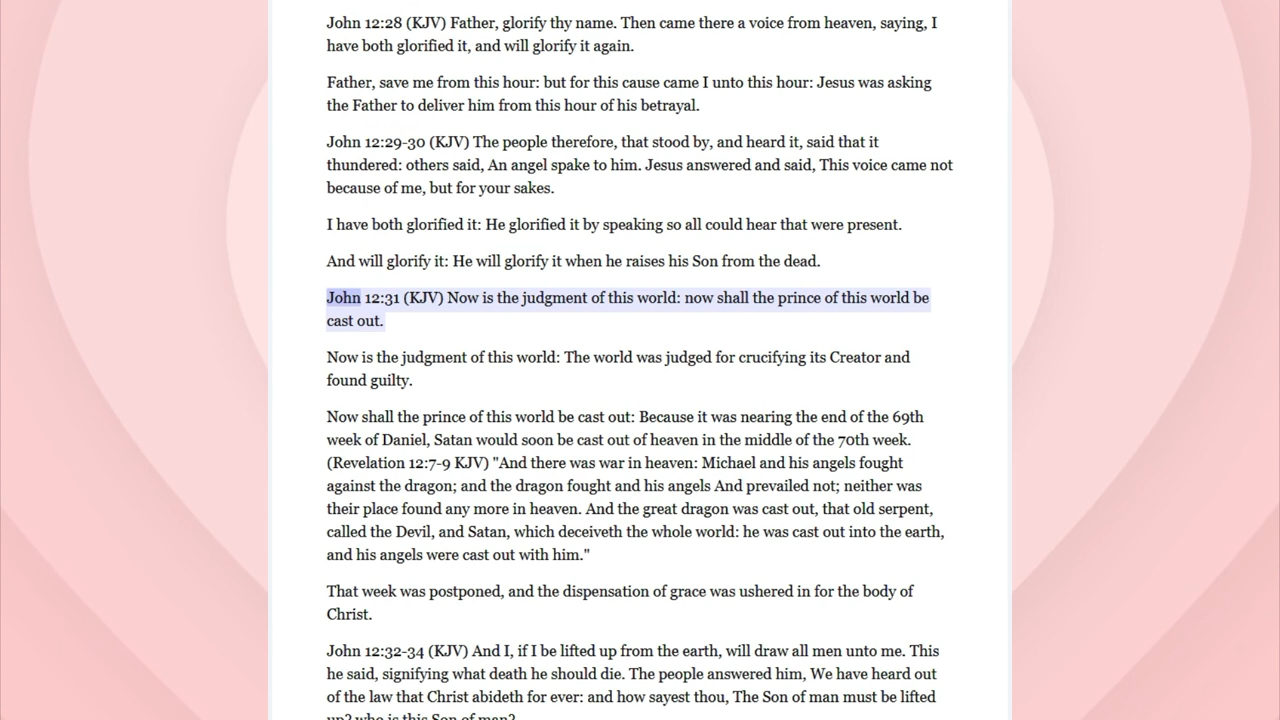 John 12:28 (KJV) Father, glorify thy name. Then came there a voice from heaven, saying, I
have both glorified it, and will glorify it again.
Father, save me from this hour: but for this cause came I unto this hour: Jesus was asking
the Father to deliver him from this hour of his betrayal.
John 12:29-30 (KJV) The people therefore, that stood by, and heard it, said that it
thundered: others said, An angel spake to him. Jesus answered and said, This voice came not
because of me, but for your sakes.
I have both glorified it: He glorified it by speaking so all could hear that were present.
And will glorify it: He will glorify it when he raises his Son from the dead.
John 12:31 (KJV) Now is the judgment of this world: now shall the prince of this world be
cast out.
Now is the judgment of this world: The world was judged for crucifying its Creator and
found guilty.
Now shall the prince of this world be cast out: Because it was nearing the end of the 69th
week of Daniel, Satan would soon be cast out of heaven in the middle of the 70th week.
(Revelation 12:7-9 KJV) "And there was war in heaven: Michael and his angels fought
against the dragon; and the dragon fought and his angels And prevailed not; neither was
their place found any more in heaven. And the great dragon was cast out, that old serpent,
called the Devil, and Satan, which deceiveth the whole world: he was cast out into the earth,
and his angels were cast out with him."
That week was postponed, and the dispensation of grace was ushered in for the body of
Christ.
John 12:32-34 (KJV) And I, if I be lifted up from the earth, will draw all men unto me. This
he said, signifying what death he should die. The people answered him, We have heard out
of the law that Christ abideth for ever: and how sayest thou, The Son of man must be lifted
up? who is this Son of man?